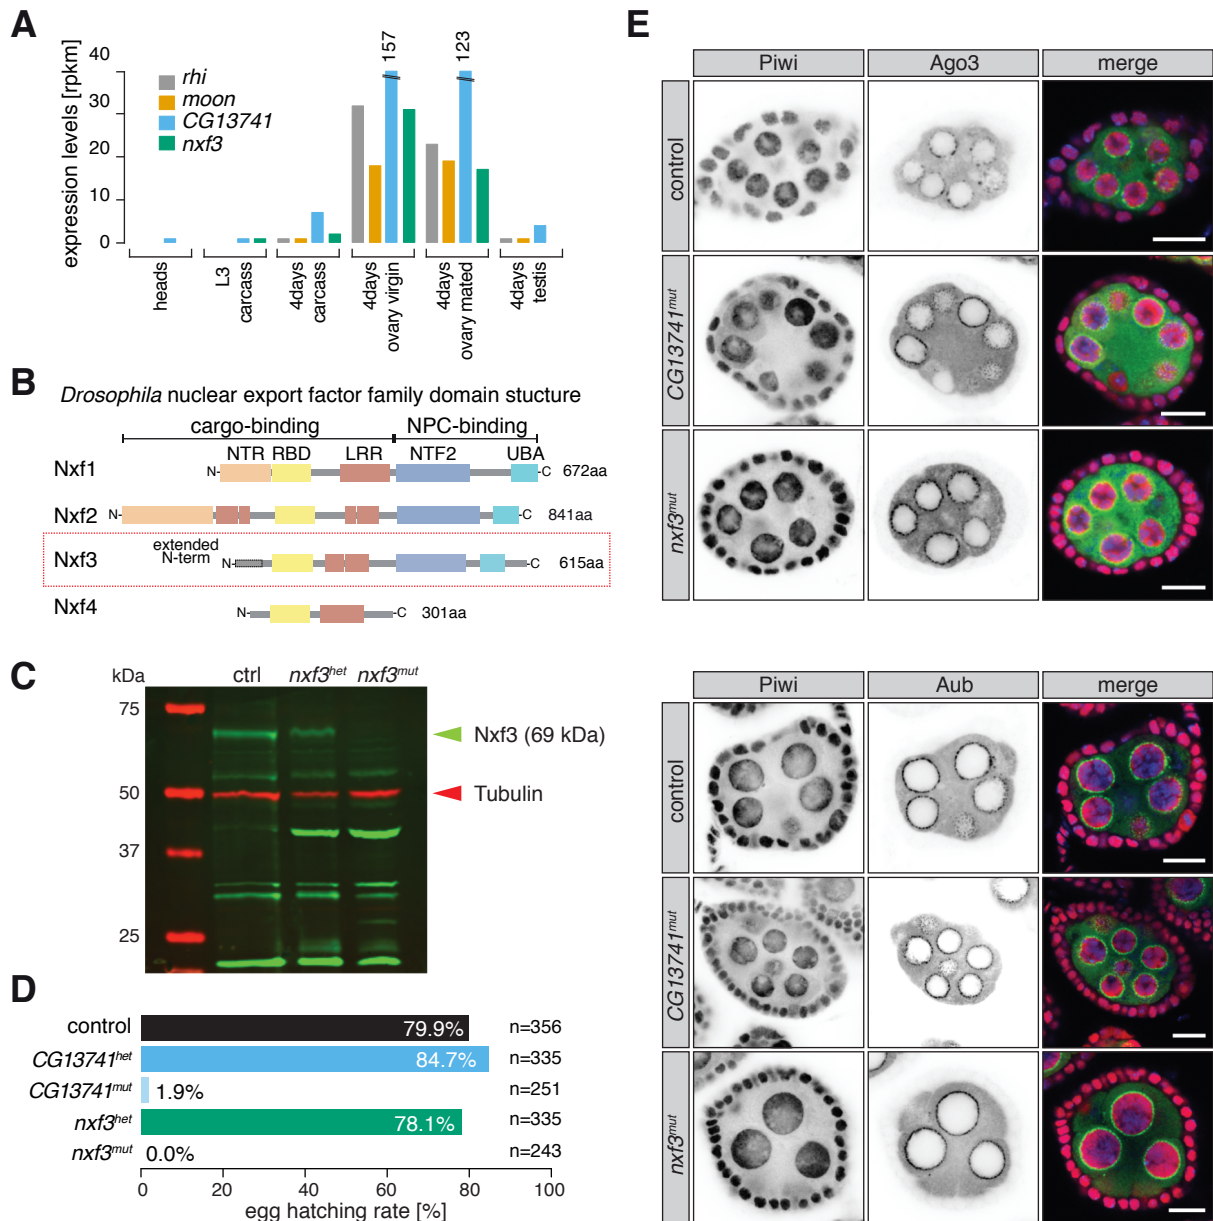 A
expression levels [rpkm]
40
30
20
10
0
rhi
moon
CG13741
nxf3
157
123
heads
L3 carcass
4days carcass
4days ovary virgin
4days ovary mated
4days testis
B
Drosophila nuclear export factor family domain stucture
cargo-binding NPC-binding
NTR RBD LRR NTF2 UBA
Nxf1 N- -C 672aa
Nxf2 N- -C 841aa
extended
N-term
Nxf3 N- -C 615aa
Nxf4 N- -C 301aa
C
kDa ctrl nxf3het nxf3mut
75
Nxf3 (69 kDa)
50
Tubulin
37
25
D
control 79.9% n=356
CG13741het 84.7% n=335
CG13741mut 1.9% n=251
nxf3het 78.1% n=335
nxf3mut 0.0% n=243
0 20 40 60 80 100
egg hatching rate [%]
E
Piwi Ago3 merge
control
CG13741mut
nxf3mut
Piwi Aub merge
control
CG13741mut
nxf3mut